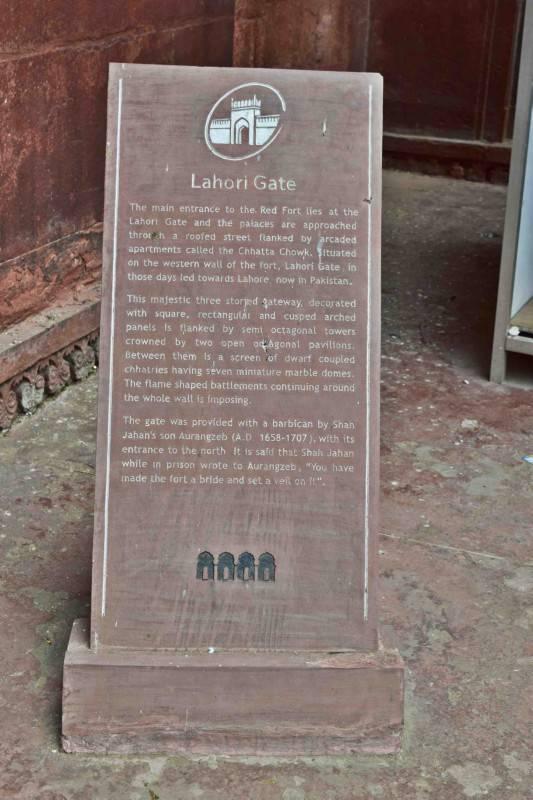 Lahori Gate
The main entrance to the Red Fort lies at the
Lahori Gate and the palaces are approached
through a roofed street flanked by arcaded
apartments called the Chhatta Chowk. Situated
on the western wall of the fort, Lahori Gate in
those days led towards Lahore now in Pakistan.
This majestic three storied gateway, decorated
with square, rectangular and cusped arched
panels is flanked by semi octagonal towers
crowned by two open octagonal pavilions.
Between them is a screen of dwarf coupled
chhatries having seven miniature marble domes.
The flame shaped battlements continuing around
the whole wall is imposing.
The gate was provided with a barbican by Shah
Jahan's son Aurangzeb (A.D 1658-1707), with its
entrance to the north It is said that Shah Jahan
while in prison wrote to Aurangzeb, "You have
made the fort a bride and set a veil on it".